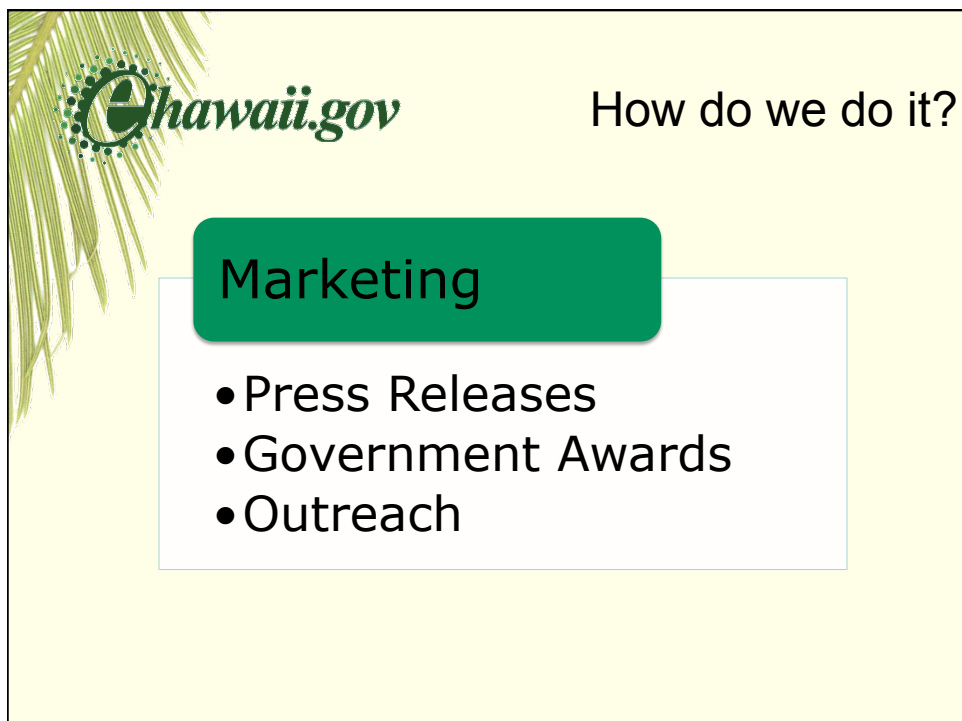 ehawaii.gov
How do we do it?
Marketing
•Press Releases
•Government Awards
•Outreach